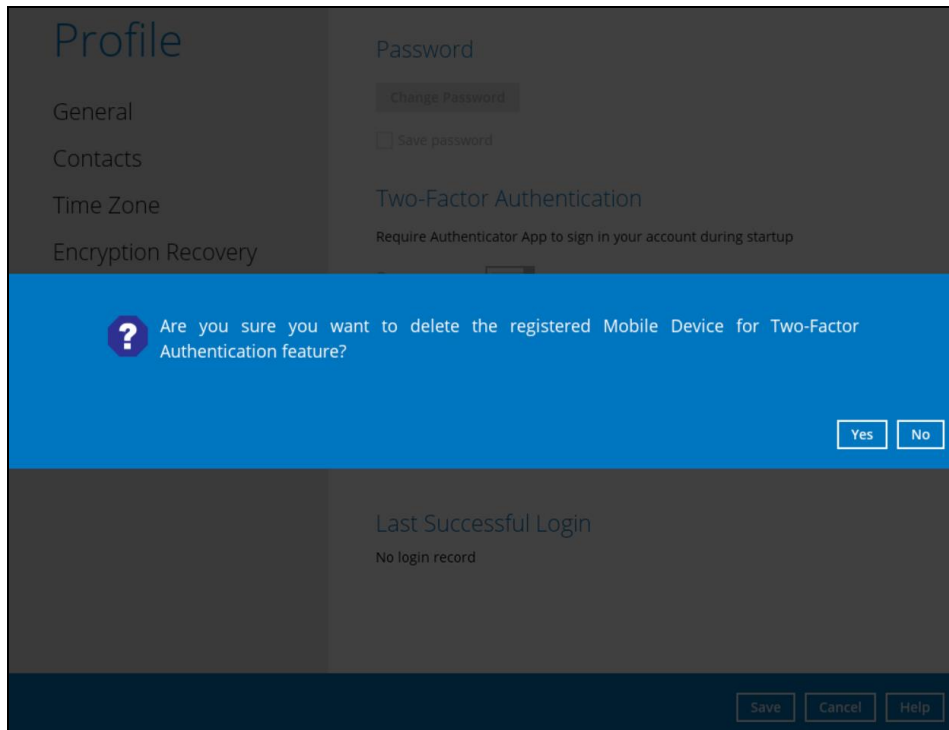 Profile
General
Contacts
Time Zone
Encryption Recovery
Password
Change Password
Save password
Two-Factor Authentication
Require Authenticator App to sign in your account during startup
Are you sure you want to delete the registered Mobile Device for Two-Factor
Authentication feature?
Yes No
Last Successful Login
No login record
Save Cancel Help